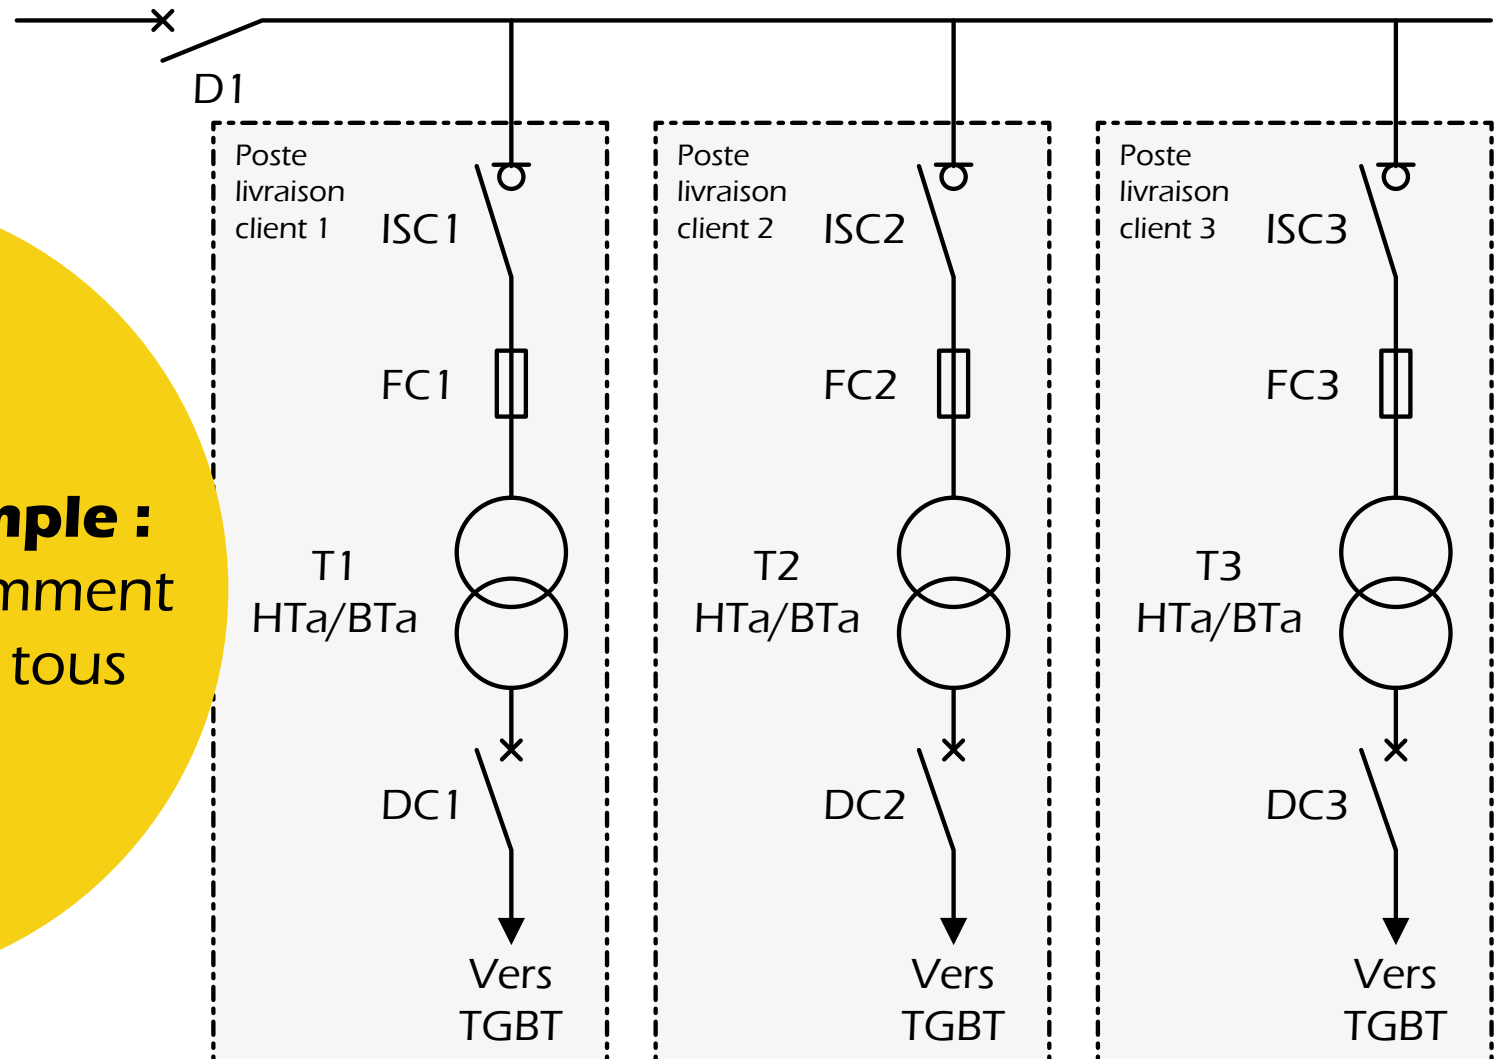 D1
Poste
livraison
client 1
ISC1
FC1
T1
HTa/BTa
DC1
Vers
TGBT
Poste
livraison
client 2
ISC2
FC2
T2
HTa/BTa
DC2
Vers
TGBT
Poste
livraison
client 3
ISC3
FC3
T3
HTa/BTa
DC3
Vers
TGBT
:
tous